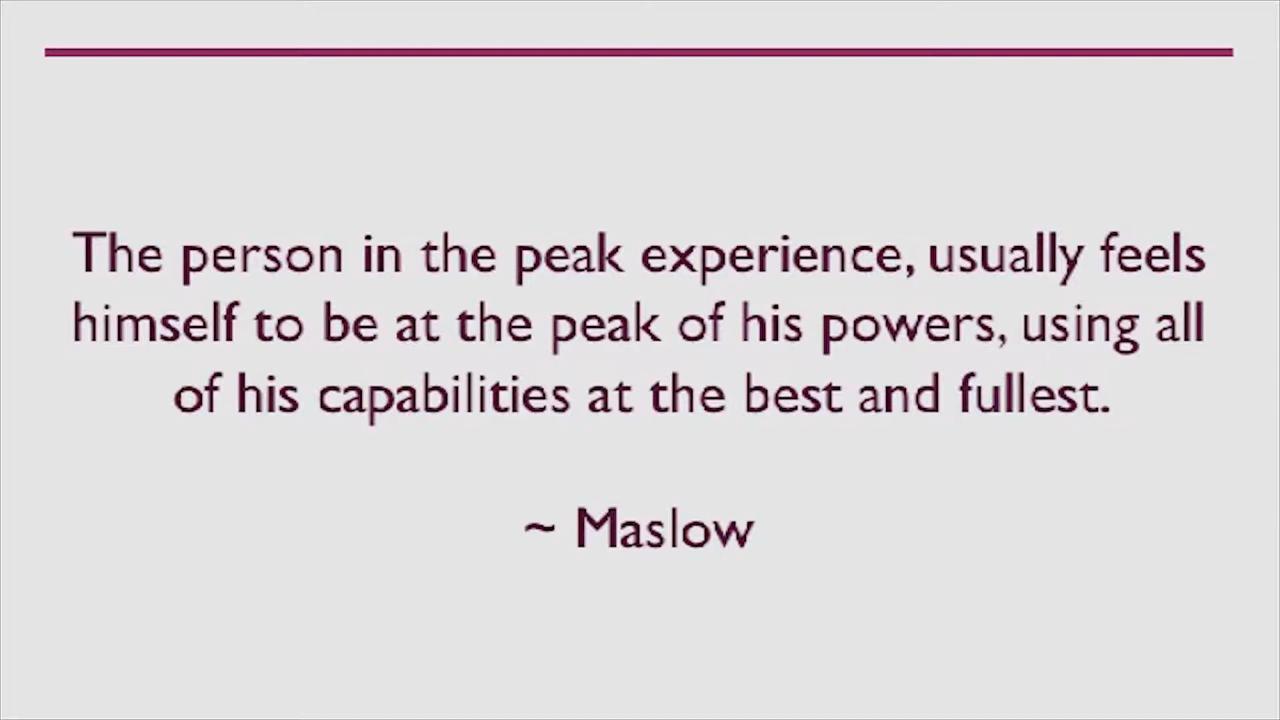 The person in the peak experience, usually feels
himself to be at the peak of his powers, using all
of his capabilities at the best and fullest.
~ Maslow